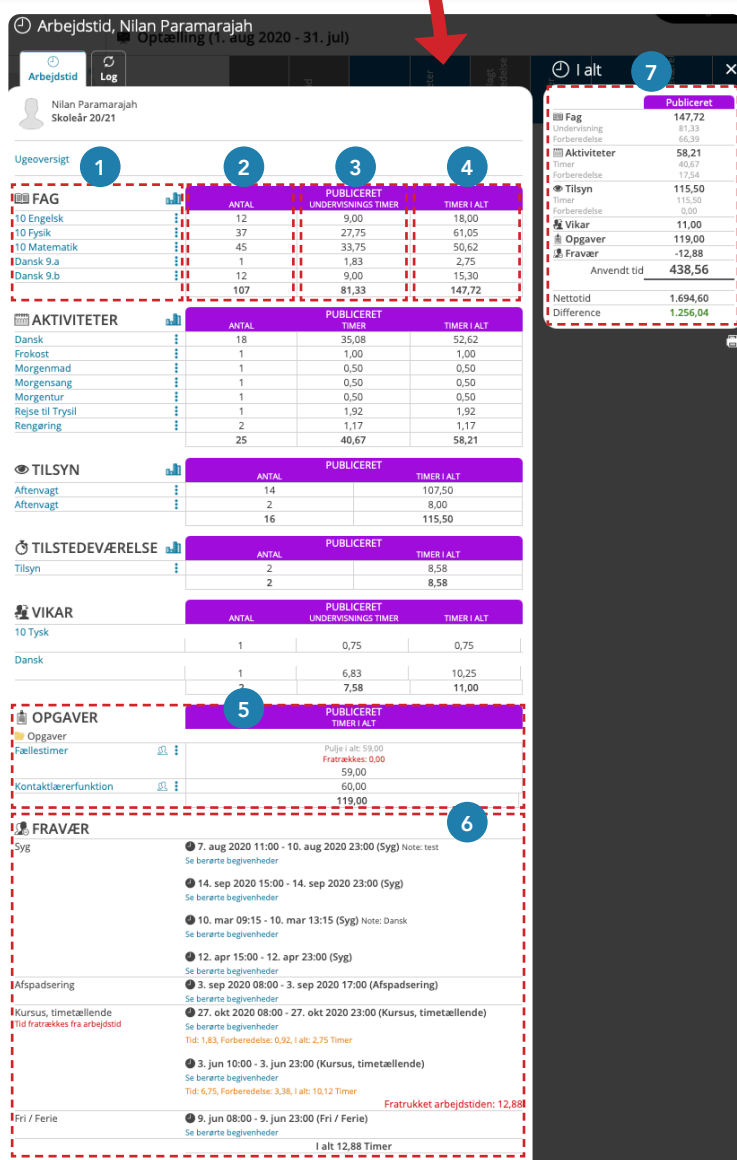 Arbejdstid, Nilan Paramarajah
Optælling (1. aug 2020 - 31. jul)
Arbejdstid
Log
Nilan Paramarajah
Skoleår 20/21
Ugeoversigt
1 2 3 4
FAG PUBLICERET
ANTAL UNDERVISNINGS TIMER TIMER I ALT
10 Engelsk 12 9,00 18,00
10 Fysik 37 27,75 61,05
10 Matematik 45 33,75 50,62
Dansk 9.a 1 1,83 2,75
Dansk 9.b 12 9,00 15,30
107 81,33 147,72
AKTIVITETER PUBLICERET
ANTAL TIMER TIMER I ALT
Dansk 18 35,08 52,62
Frokost 1 1,00 1,00
Morgenmad 1 0,50 0,50
Morgensang 1 0,50 0,50
Morgentur 1 0,50 0,50
Rejse til Trysil 1 1,92 1,92
Rengøring 2 1,17 1,17
25 40,67 58,21
TILSYN PUBLICERET
ANTAL TIMER I ALT
Aftenvagt 14 107,50
Aftenvagt 2 8,00
16 115,50
TILSTEDEVÆRELSE PUBLICERET
ANTAL TIMER I ALT
Tilsyn 2 8,58
2 8,58
VIKAR PUBLICERET
ANTAL UNDERVISNINGS TIMER TIMER I ALT
10 Tysk
1 0,75 0,75
Dansk
1 6,83 10,25
2 7,58 11,00
5
OPGAVER PUBLICERET
TIMER I ALT
Opgaver
Fællestimer Pulje i alt: 59,00
Fratrækkes: 0,00
59,00
Kontaktlærerfunktion 60,00
119,00
6
FRAVÆR
Syg 7. aug 2020 11:00 - 10. aug 2020 23:00 (Syg) Note: test
Se berørte begivenheder
14. sep 2020 15:00 - 14. sep 2020 23:00 (Syg)
Se berørte begivenheder
10. mar 09:15 - 10. mar 13:15 (Syg) Note: Dansk
Se berørte begivenheder
12. apr 15:00 - 12. apr 23:00 (Syg)
Se berørte begivenheder
Afspadsering 3. sep 2020 08:00 - 3. sep 2020 17:00 (Afspadsering)
Se berørte begivenheder
Kursus, timetællende 27. okt 2020 08:00 - 27. okt 2020 23:00 (Kursus, timetællende)
Tid fratrækkes fra arbejdstid Se berørte begivenheder
Tid: 1,83, Forberedelse: 0,92, I alt: 2,75 Timer
3. jun 10:00 - 3. jun 23:00 (Kursus, timetællende)
Se berørte begivenheder
Tid: 6,75, Forberedelse: 3,38, I alt: 10,12 Timer
Fratrukket arbejdstiden: 12,88
Fri / Ferie 9. jun 08:00 - 9. jun 23:00 (Fri / Ferie)
Se berørte begivenheder
I alt 12,88 Timer
I alt 7
Publiceret
Fag 147,72
Undervisning 81,33
Forberedelse 66,39
Aktiviteter 58,21
Timer 40,67
Forberedelse 17,54
Tilsyn 115,50
Timer 115,50
Forberedelse 0,00
Vikar 11,00
Opgaver 119,00
Fravær -12,88
Anvendt tid 438,56
Nettotid 1.694,60
Difference 1.256,04